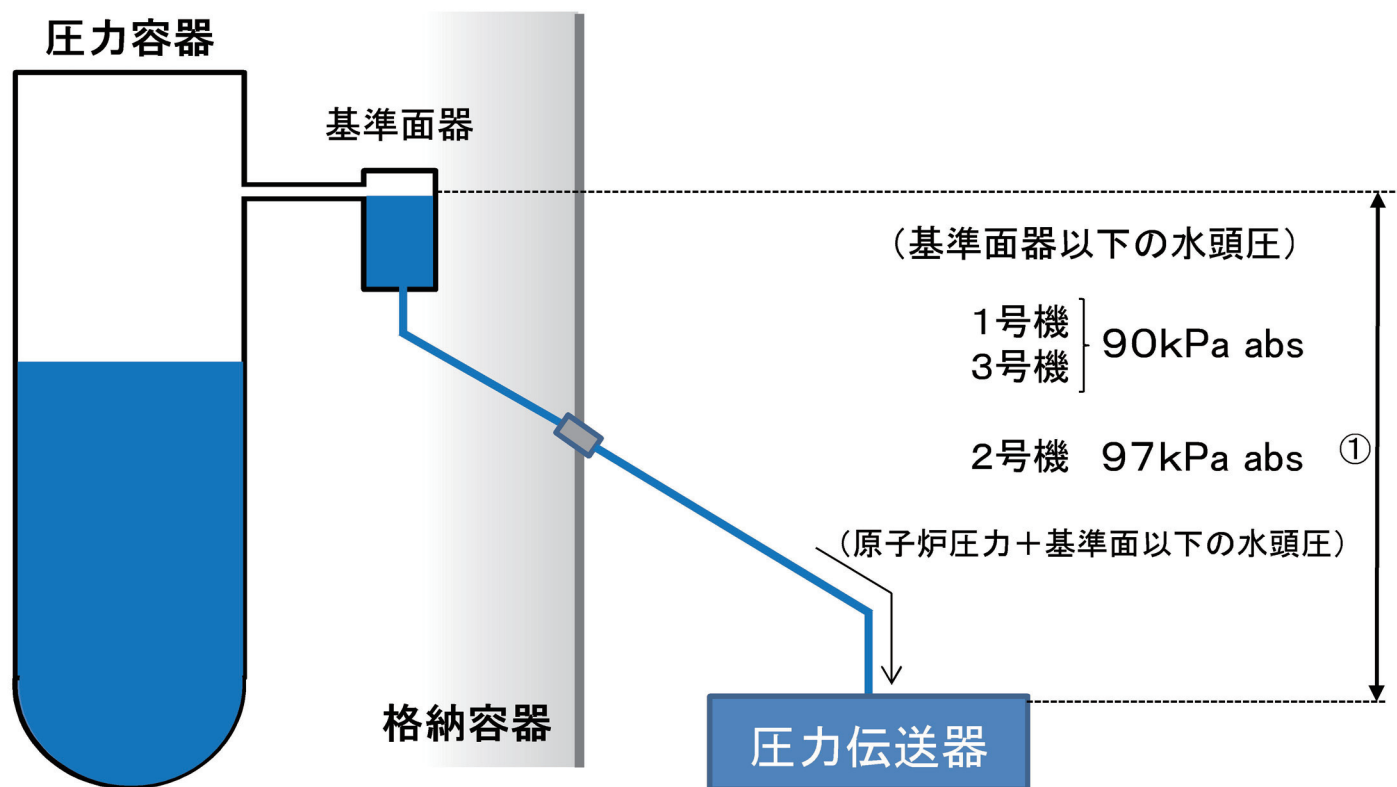 圧力容器
基準面器
(基準面器以下の水頭圧)
1号機
3号機
90kPa abs
2号機 97kPa abs
①
(原子炉圧力+基準面以下の水頭圧)
格納容器
圧力伝送器